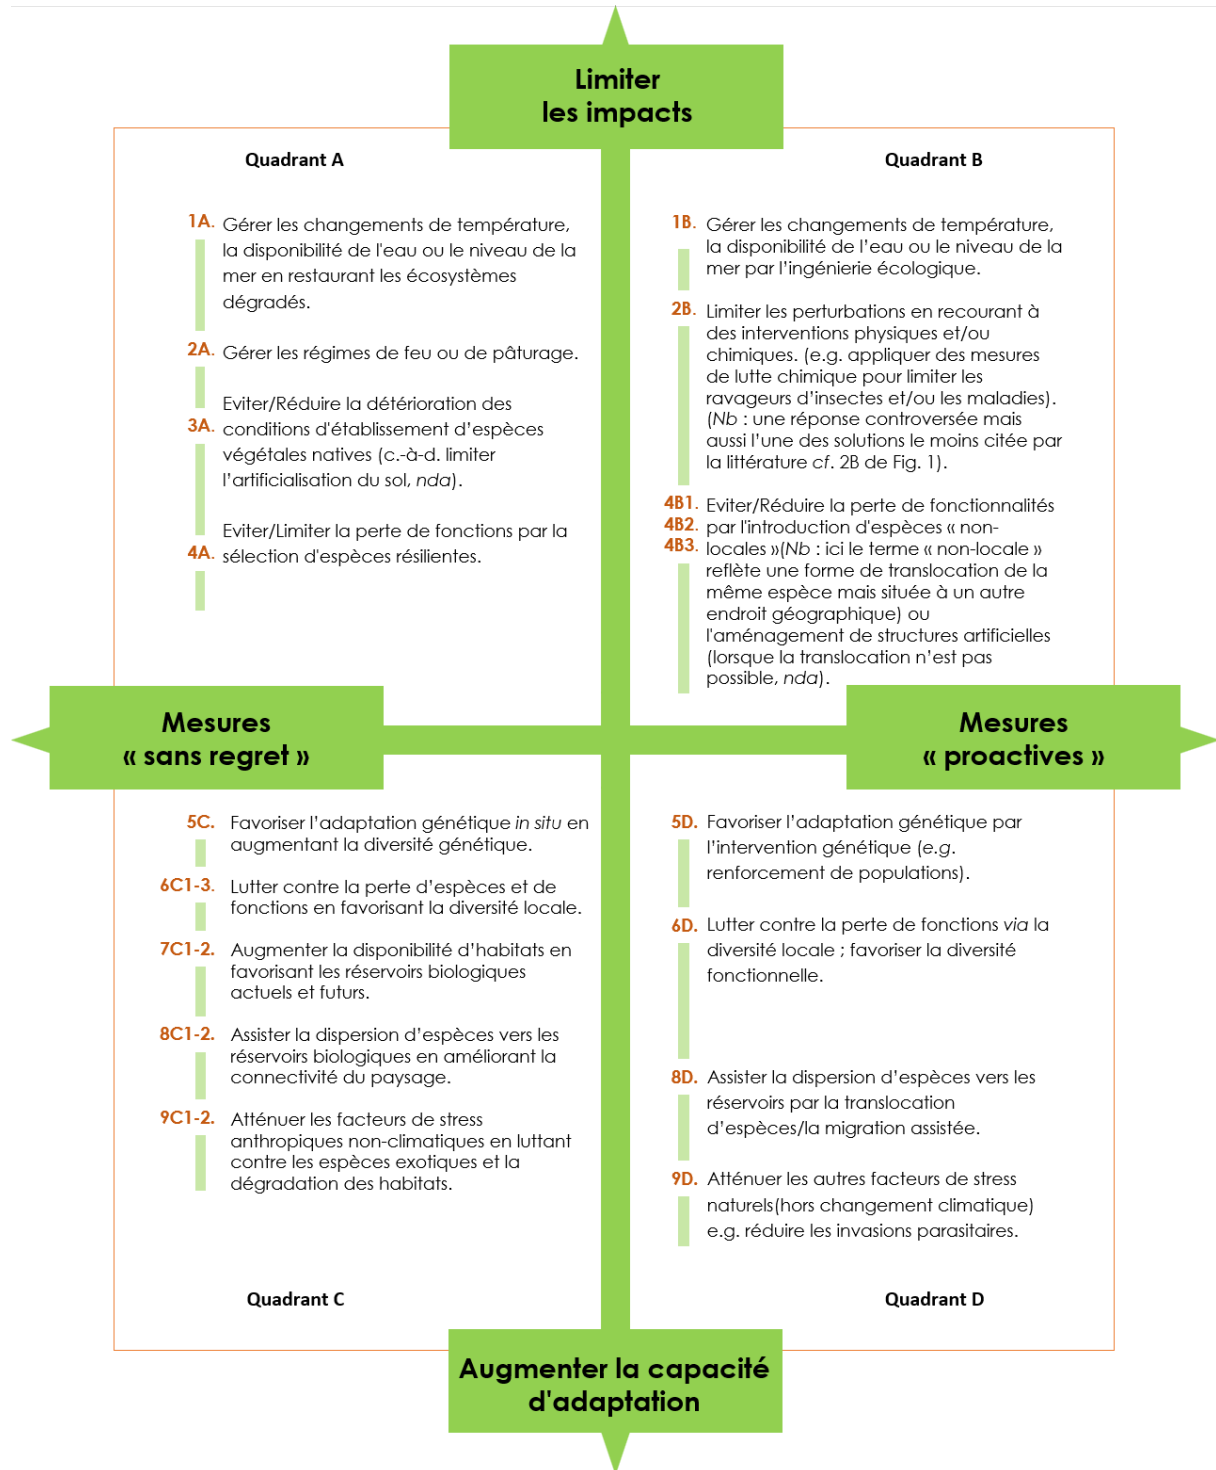 Limiter
les impacts
Quadrant A
1A. Gérer les changements de température,
la disponibilité de l'eau ou le niveau de la
mer en restaurant les écosystèmes
dégradés.
2A. Gérer les régimes de feu ou de pâturage.
Eviter/Réduire la détérioration des
3A. conditions d'établissement d'espèces
végétales natives (c.-à-d. limiter
l'artificialisation du sol, nda).
Eviter/Limiter la perte de fonctions par la
4A. sélection d'espèces résilientes.
Quadrant B
1B. Gérer les changements de température,
la disponibilité de l'eau ou le niveau de la
mer par l'ingénierie écologique.
2B. Limiter les perturbations en recourant à
des interventions physiques et/ou
chimiques. (e.g. appliquer des mesures
de lutte chimique pour limiter les
ravageurs d'insectes et/ou les maladies).
(Nb : une réponse controversée mais
aussi l'une des solutions le moins citée par
la littérature cf. 2B de Fig. 1).
4B1. Eviter/Réduire la perte de fonctionnalités
4B2. par l'introduction d'espèces « non-
4B3. locales »(Nb : ici le terme « non-locale »
reflète une forme de translocation de la
même espèce mais située à un autre
endroit géographique) ou
l'aménagement de structures artificielles
(lorsque la translocation n'est pas
possible, nda).
Mesures
« sans regret »
Mesures
« proactives »
5C. Favoriser l'adaptation génétique in situ en
augmentant la diversité génétique.
6C1-3. Lutter contre la perte d'espèces et de
fonctions en favorisant la diversité locale.
7C1-2. Augmenter la disponibilité d'habitats en
favorisant les réservoirs biologiques
actuels et futurs.
8C1-2. Assister la dispersion d'espèces vers les
réservoirs biologiques en améliorant la
connectivité du paysage.
9C1-2. Atténuer les facteurs de stress
anthropiques non-climatiques en luttant
contre les espèces exotiques et la
dégradation des habitats.
Quadrant C
5D. Favoriser l'adaptation génétique par
l'intervention génétique (e.g.
renforcement de populations).
6D. Lutter contre la perte de fonctions via la
diversité locale ; favoriser la diversité
fonctionnelle.
8D. Assister la dispersion d'espèces vers les
réservoirs par la translocation
d'espèces/la migration assistée.
9D. Atténuer les autres facteurs de stress
naturels(hors changement climatique)
e.g. réduire les invasions parasitaires.
Quadrant D
Augmenter la capacité
d'adaptation